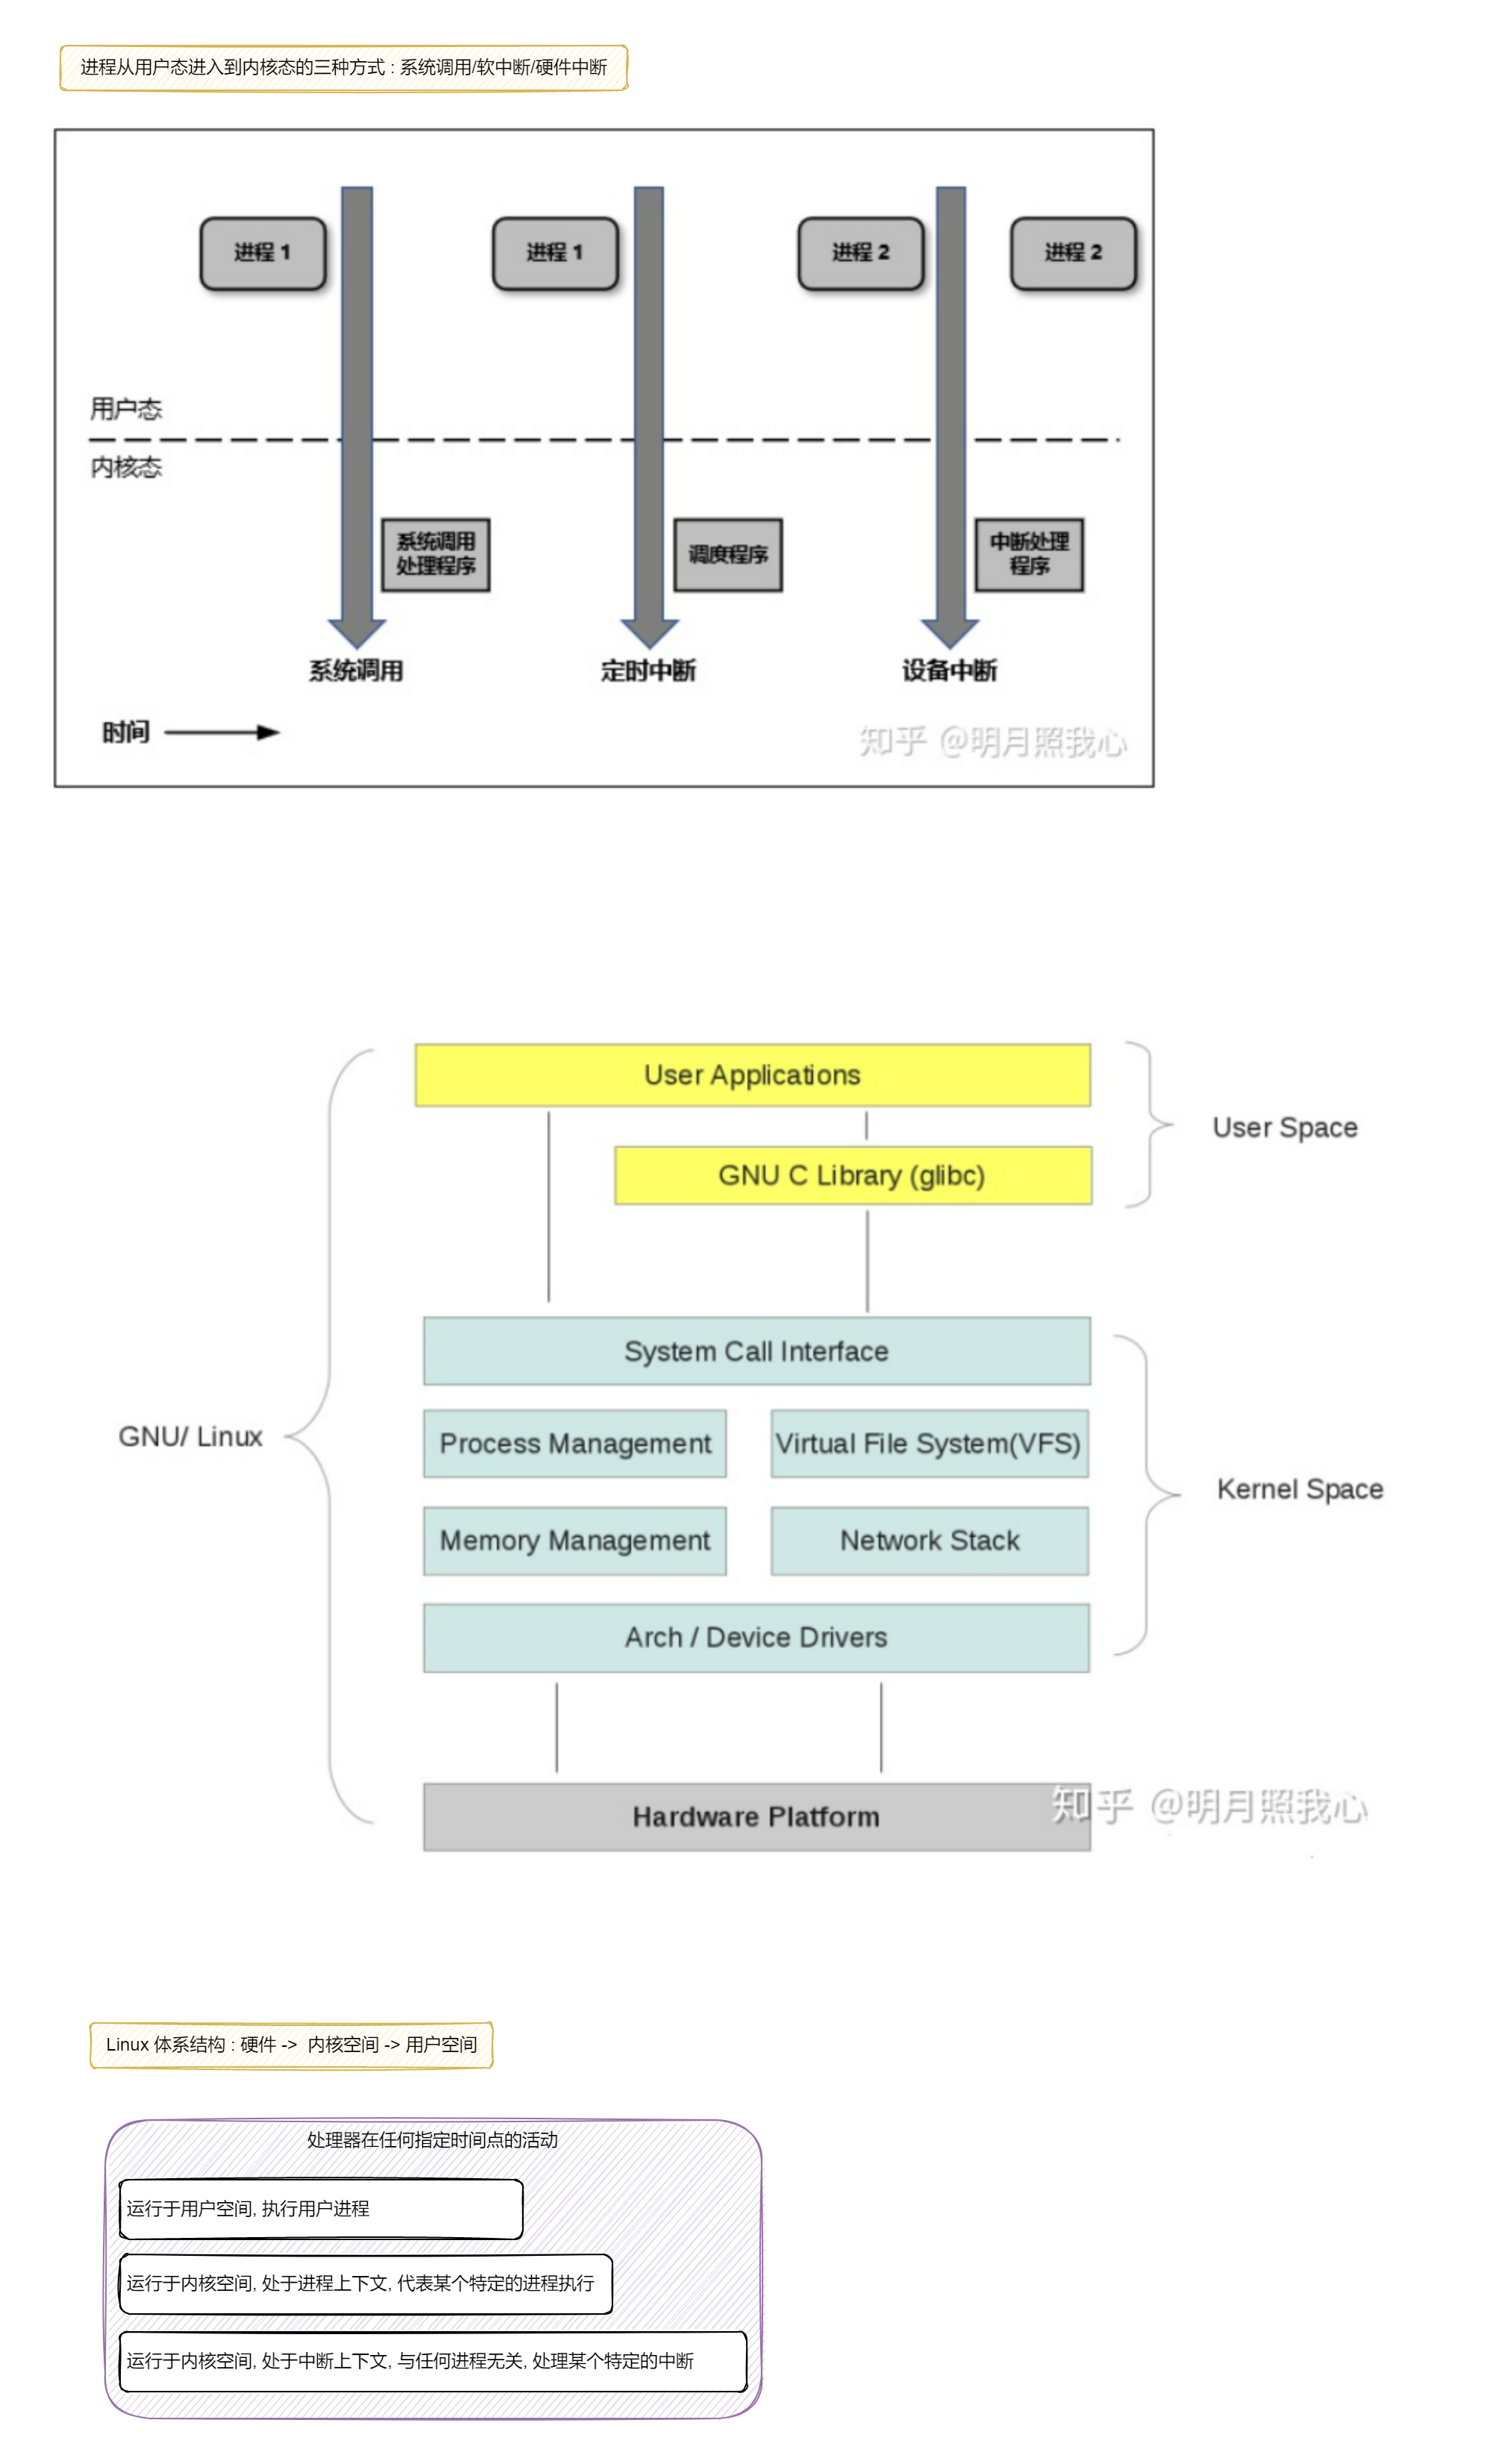 进程从用户态进入到内核态的三种方式 : 系统调用/软中断/硬件中断
进程 1
进程 1
进程 2
进程 2
用户态
内核态
系统调用
处理程序
调度程序
中断处理
程序
系统调用
定时中断
设备中断
时间
知乎 @明月照我心
User Applications
User Space
GNU C Library (glibc)
System Call Interface
GNU/ Linux
Process Management
Virtual File System(VFS)
Kernel Space
Memory Management
Network Stack
Arch / Device Drivers
Hardware Platform
知乎 @明月照我心
Linux 体系结构 : 硬件 -> 内核空间 -> 用户空间
处理器在任何指定时间点的活动
运行于用户空间, 执行用户进程
运行于内核空间, 处于进程上下文, 代表某个特定的进程执行
运行于内核空间, 处于中断上下文, 与任何进程无关, 处理某个特定的中断